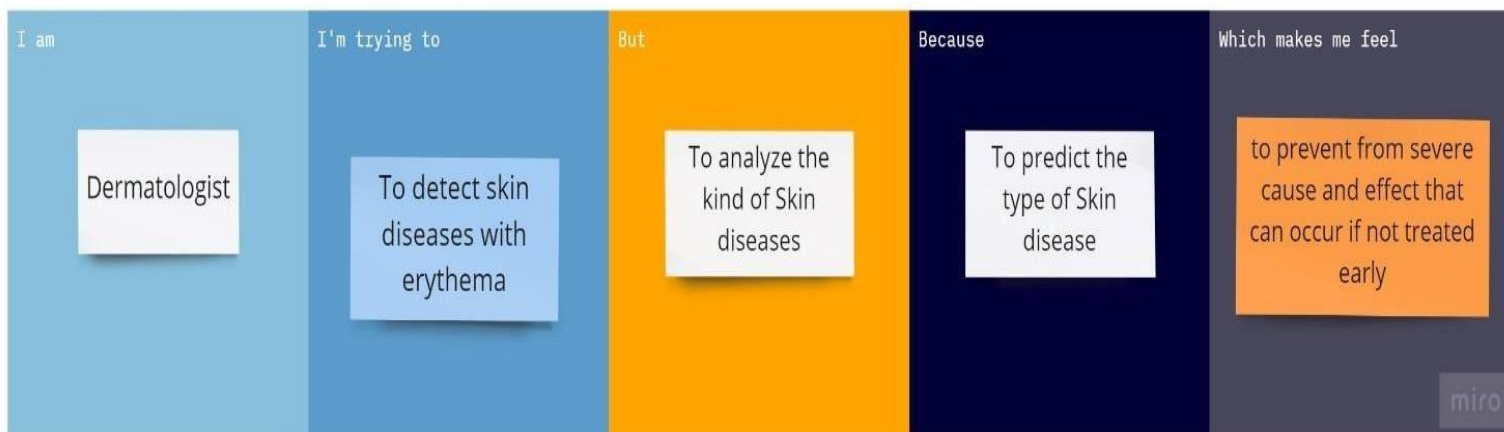 I am
Dermatologist
I'm trying to
To detect skin
diseases with
erythema
But
To analyze the
kind of Skin
diseases
Because
To predict the
type of Skin
disease
Which makes me feel
to prevent from severe
cause and effect that
can occur if not treated
early
miro